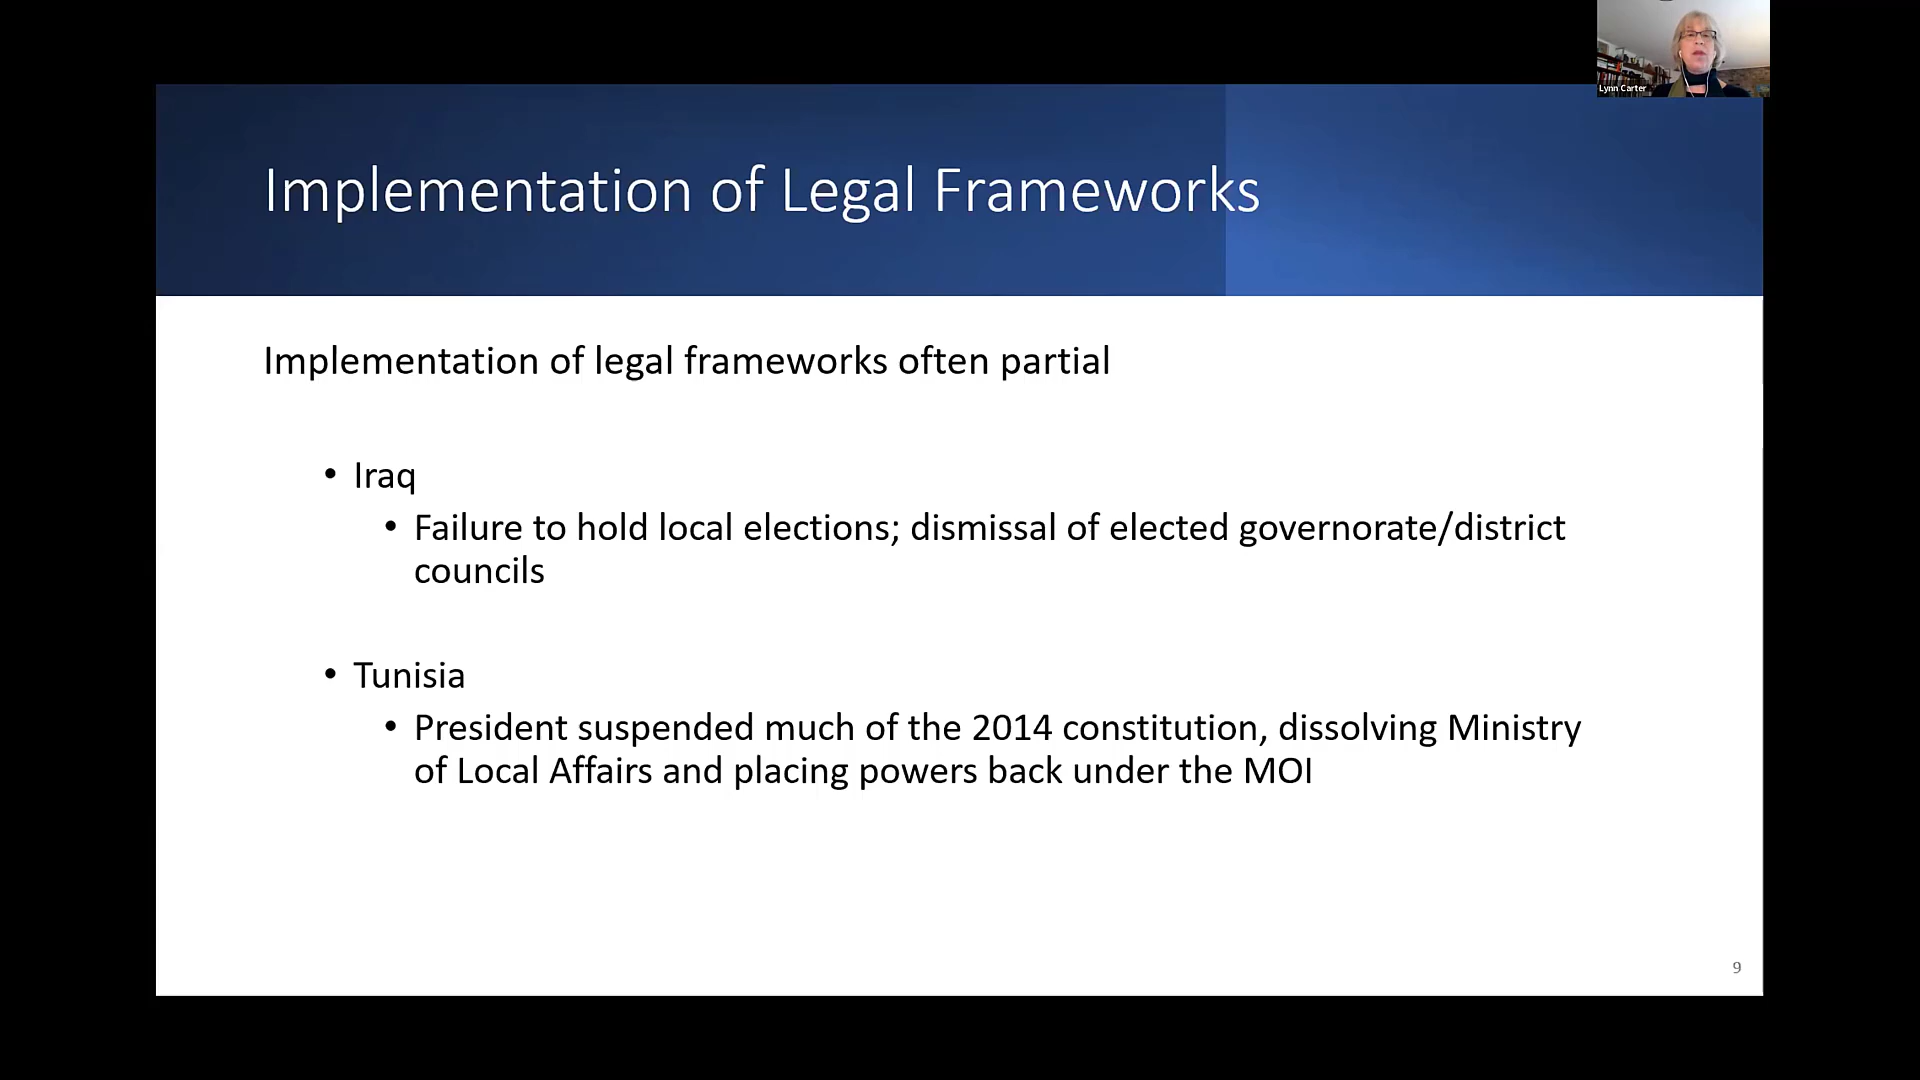 Lynn Carter
Implementation of Legal Frameworks
Implementation of legal frameworks often partial
• Iraq
• Failure to hold local elections; dismissal of elected governorate/district
councils
• Tunisia
• President suspended much of the 2014 constitution, dissolving Ministry
of Local Affairs and placing powers back under the MOI
9